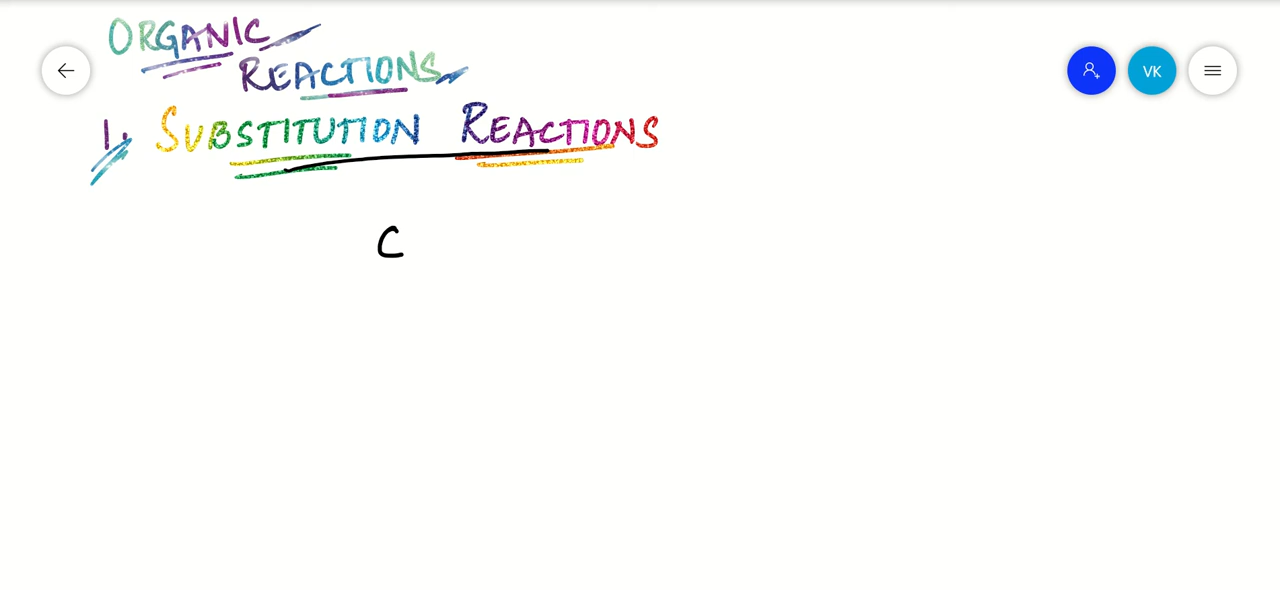 ORGANIC
REACTIONS
VK
1. SUBSTITUTION REACTIONS
C